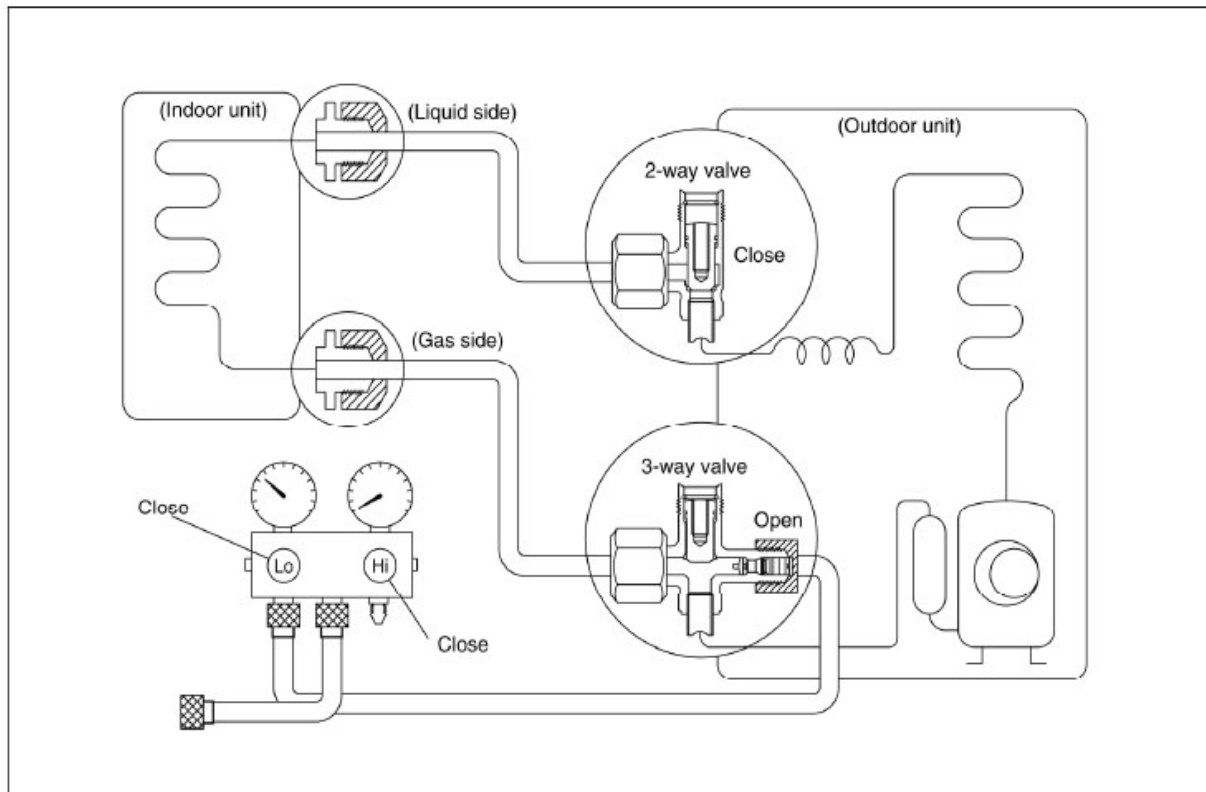 (Indoor unit)
(Liquid side)
(Outdoor unit)
2-way valve
Close
(Gas side)
3-way valve
Open
Close
Lo
Hi
Close